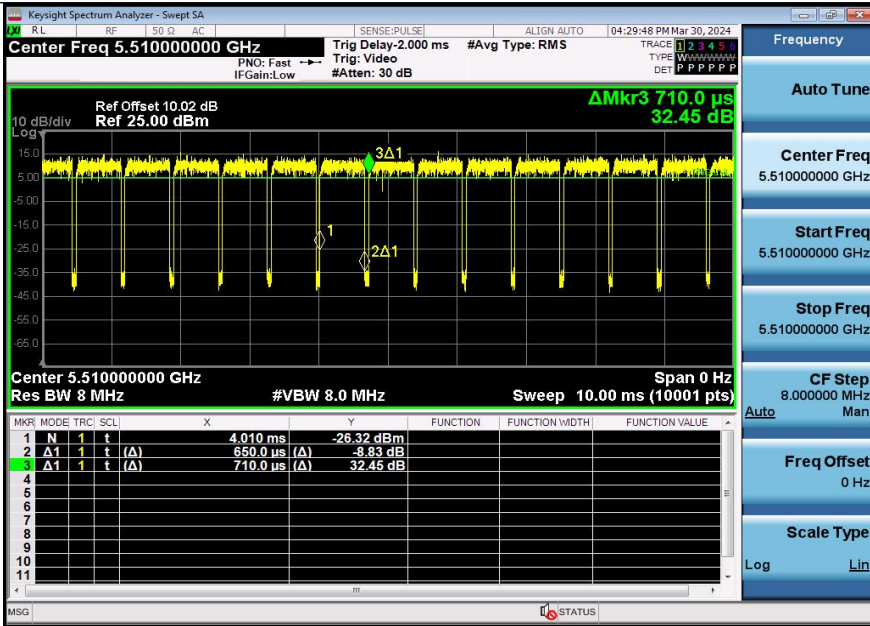 Keysight Spectrum Analyzer - Swept SA
LXI RL RF 50 Ω AC SENSE:PULSE ALIGN AUTO 04:29:48 PM Mar 30, 2024
Center Freq 5.510000000 GHz
PNO: Fast
IFGain:Low
Trig Delay-2.000 ms
Trig: Video
#Atten: 30 dB
#Avg Type: RMS
TRACE 1 2 3 4 5 6
TYPE WWWWWW
DET P P P P P P
Ref Offset 10.02 dB
Ref 25.00 dBm
10 dB/div
Log
ΔMkr3 710.0 µs
32.45 dB
15.0
5.00
-5.00
-15.0
-25.0
-35.0
-45.0
-55.0
-65.0
3Δ1
1
2Δ1
Center 5.510000000 GHz Span 0 Hz
Res BW 8 MHz #VBW 8.0 MHz Sweep 10.00 ms (10001 pts)
MKR MODE TRC SCL X Y FUNCTION FUNCTION WIDTH FUNCTION VALUE
1 N 1 t 4.010 ms -26.32 dBm
2 Δ1 1 t (Δ) 650.0 µs (Δ) -8.83 dB
3 Δ1 1 t (Δ) 710.0 µs (Δ) 32.45 dB
4
5
6
7
8
9
10
11
MSG STATUS
Frequency
Auto Tune
Center Freq
5.510000000 GHz
Start Freq
5.510000000 GHz
Stop Freq
5.510000000 GHz
CF Step
8.000000 MHz
Auto Man
Freq Offset
0 Hz
Scale Type
Log Lin